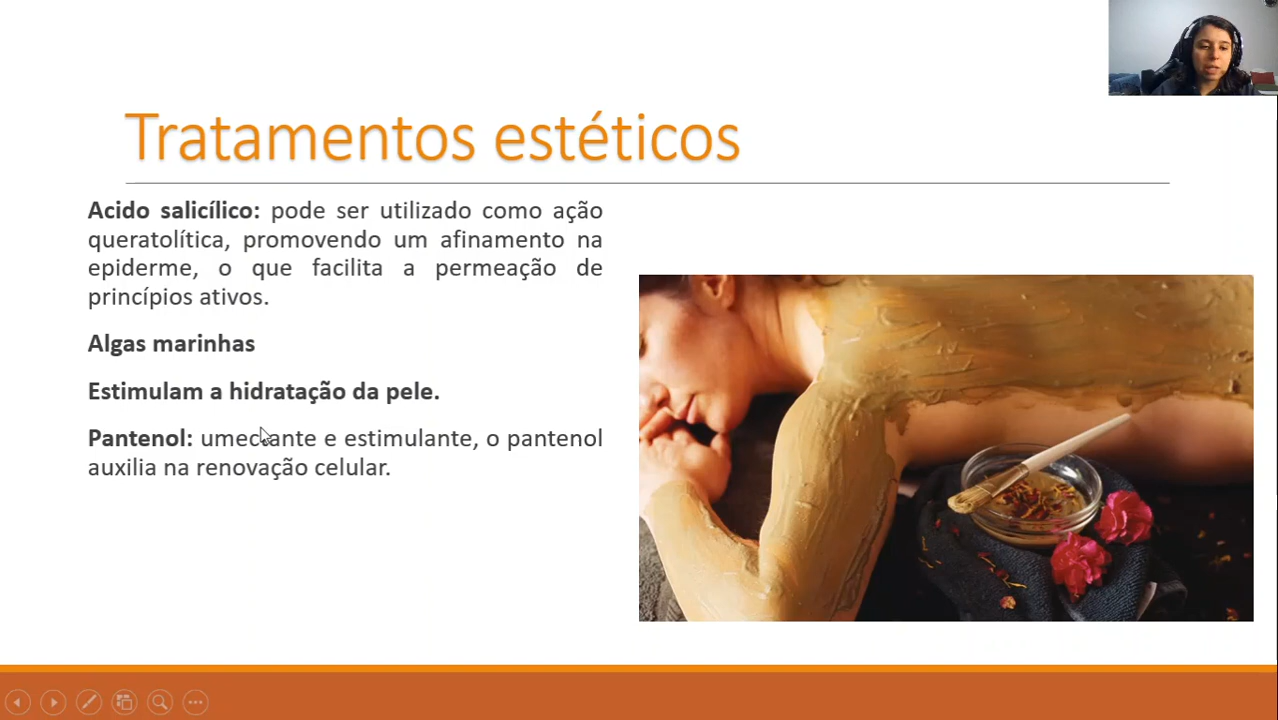 Tratamentos estéticos
Acido salicílico: pode ser utilizado como ação
queratolítica, promovendo um afinamento na
epiderme, o que facilita a permeação de
princípios ativos.
Algas marinhas
Estimulam a hidratação da pele.
Pantenol: umectante e estimulante, o pantenol
auxilia na renovação celular.